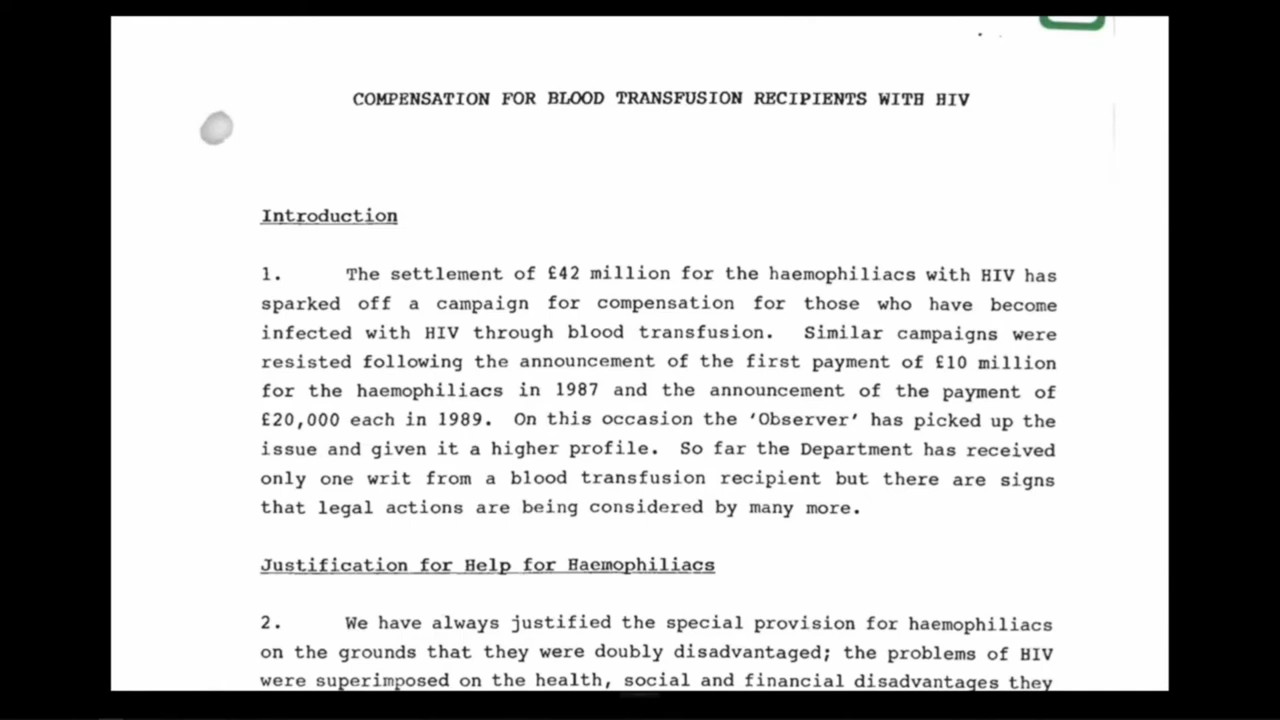 COMPENSATION FOR BLOOD TRANSFUSION RECIPIENTS WITH HIV
Introduction
1. The settlement of £42 million for the haemophiliacs with HIV has
sparked off a campaign for compensation for those who have become
infected with HIV through blood transfusion. Similar campaigns were
resisted following the announcement of the first payment of £10 million
for the haemophiliacs in 1987 and the announcement of the payment of
£20,000 each in 1989. On this occasion the ‘Observer’ has picked up the
issue and given it a higher profile. So far the Department has received
only one writ from a blood transfusion recipient but there are signs
that legal actions are being considered by many more.
Justification for Help for Haemophiliacs
2. We have always justified the special provision for haemophiliacs
on the grounds that they were doubly disadvantaged; the problems of HIV
were superimposed on the health, social and financial disadvantages they